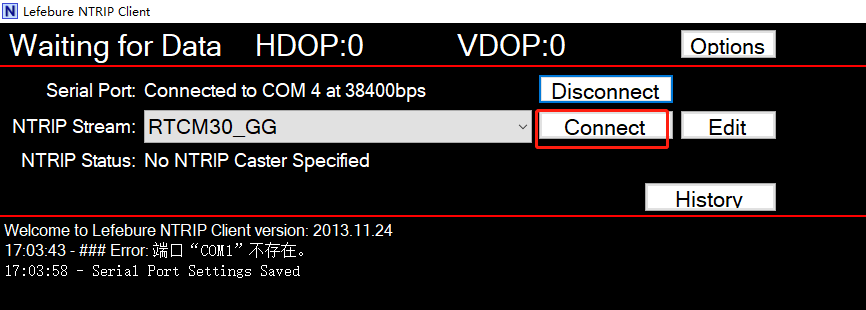 Lefebure NTRIP Client
Waiting for Data HDOP:0 VDOP:0 Options
Serial Port: Connected to COM 4 at 38400bps Disconnect
NTRIP Stream: RTCM30_GG Connect Edit
NTRIP Status: No NTRIP Caster Specified
History
Welcome to Lefebure NTRIP Client version: 2013.11.24
17:03:43 - ### Error: 端口“COM1”不存在。
17:03:58 - Serial Port Settings Saved